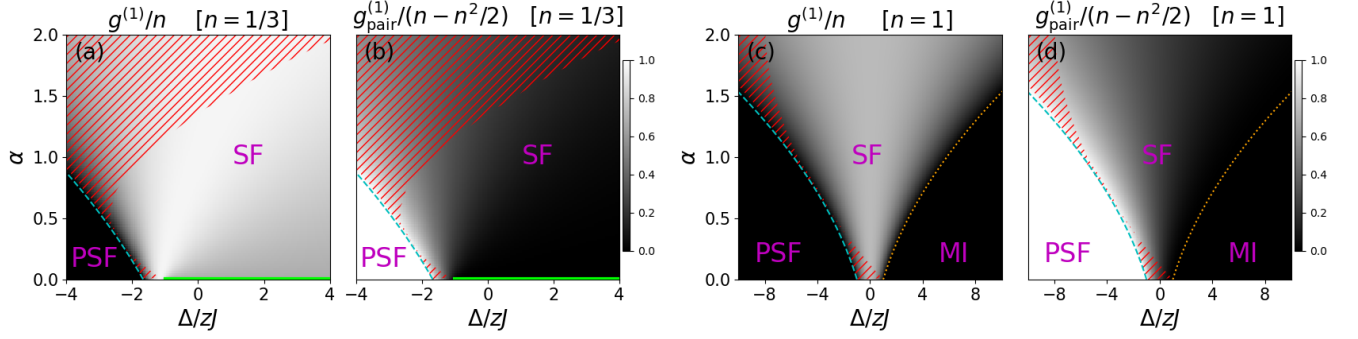 g⁽¹⁾/n [n = 1/3]
(a)
SF
PSF
α
2.0
1.5
1.0
0.5
0.0
−4 −2 0 2 4
Δ/zJ
g⁽¹⁾pair/(n − n²/2) [n = 1/3]
(b)
SF
PSF
−4 −2 0 2 4
Δ/zJ
1.0
0.8
0.6
0.4
0.2
0.0
g⁽¹⁾/n [n = 1]
(c)
SF
PSF
MI
α
2.0
1.5
1.0
0.5
0.0
−8 −4 0 4 8
Δ/zJ
g⁽¹⁾pair/(n − n²/2) [n = 1]
(d)
SF
PSF
MI
−8 −4 0 4 8
Δ/zJ
1.0
0.8
0.6
0.4
0.2
0.0